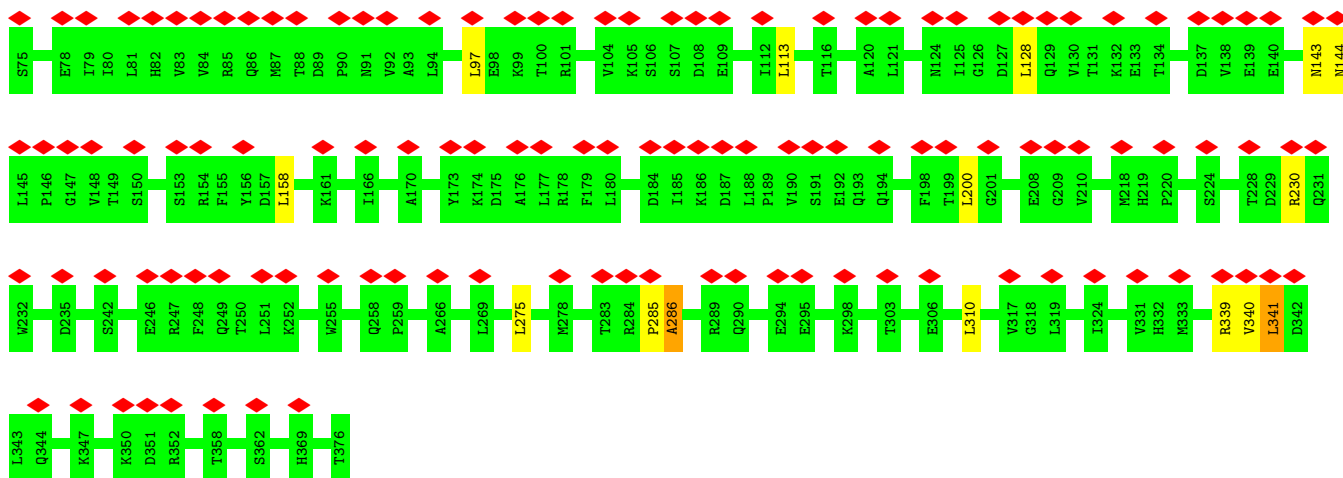 S75 E78 I79 I80 L81 H82 V83 V84 R85 Q86 M87 T88 D89 P90 N91 V92 A93 L94 L97 E98 K99 T100 R101 V104 K105 S106 S107 D108 E109 I112 L113 T116 A120 L121 N124 I125 G126 D127 L128 Q129 V130 T131 K132 E133 T134 D137 V138 E139 E140 N143 N144
L145 P146 G147 V148 T149 S150 S153 R154 F155 Y156 D157 L158 K161 I166 A170 Y173 K174 D175 A176 L177 R178 F179 L180 D184 I185 K186 D187 L188 P189 V190 S191 E192 Q193 Q194 F198 T199 L200 G201 E208 G209 V210 M218 H219 P220 S224 T228 D229 R230 Q231
W232 D235 S242 E246 R247 F248 Q249 T250 L251 K252 W255 Q258 P259 A266 L269 L275 M278 T283 R284 P285 A286 R289 Q290 E294 E295 K298 T303 E306 L310 V317 G318 L319 I324 V331 H332 M333 R339 V340 L341 D342
L343 Q344 K347 K350 D351 R352 T358 S362 H369 T376